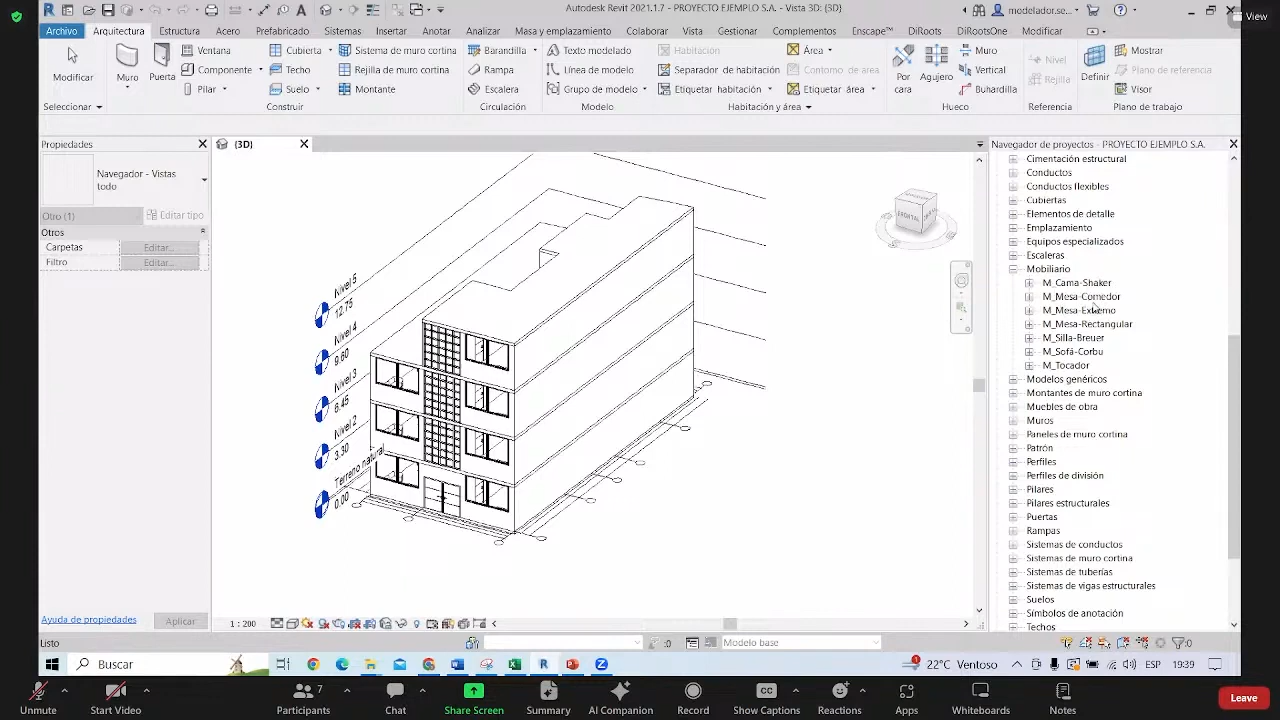 View
Autodesk Revit 2021.1.7 - PROYECTO EJEMPLO S.A. - Vista 3D: {3D}
modelador.se...
Archivo Arquitectura Estructura Acero Prefabricado Sistemas Insertar Anotar Masa y emplazamiento Colaborar Vista Complementos Enscape™ DiRoots DiRootsOne Modificar
Modificar
Muro
Puerta
Ventana
Componente
Pilar
Cubierta
Techo
Suelo
Sistema de muro cortina
Rejilla de muro cortina
Montante
Barandilla
Rampa
Escalera
Texto modelado
Línea de modelo
Grupo de modelo
Habitación
Separador de habitación
Etiquetar habitación
Área
Contorno de área
Etiquetar área
Por cara
Agujero
Muro
Vertical
Buhardilla
Nivel
Rejilla
Definir
Mostrar
Plano de referencia
Visor
Seleccionar Construir Circulación Modelo Habitación y área Hueco Referencia Plano de trabajo
Propiedades
Navegador - Vistas
todo
Otro (1) Editar tipo
Otros
Carpetas Editar...
Filtro Editar...
Ayuda de propiedades Aplicar
{3D}
FRONTAL
Nivel 5
12.75
Nivel 4
9.60
Nivel 3
6.45
Nivel 2
3.30
0.00
1 : 200
Navegador de proyectos - PROYECTO EJEMPLO S.A.
Cimentación estructural
Conductos
Conductos flexibles
Cubiertas
Elementos de detalle
Emplazamiento
Equipos especializados
Escaleras
Mobiliario
M_Cama-Shaker
M_Mesa-Comedor
M_Mesa-Extremo
M_Mesa-Rectangular
M_Silla-Breuer
M_Sofá-Corbu
M_Tocador
Modelos genéricos
Montantes de muro cortina
Muebles de obra
Muros
Paneles de muro cortina
Patrón
Perfiles
Perfiles de división
Pilares
Pilares estructurales
Puertas
Rampas
Sistemas de conductos
Sistemas de muro cortina
Sistemas de tuberías
Sistemas de vigas estructurales
Suelos
Símbolos de anotación
Techos
Listo :0 Modelo base :0
Buscar 22°C Ventoso ESP 19:39
Unmute Start Video Participants 7 Chat Share Screen Summary AI Companion Record Show Captions Reactions Apps Whiteboards Notes Leave